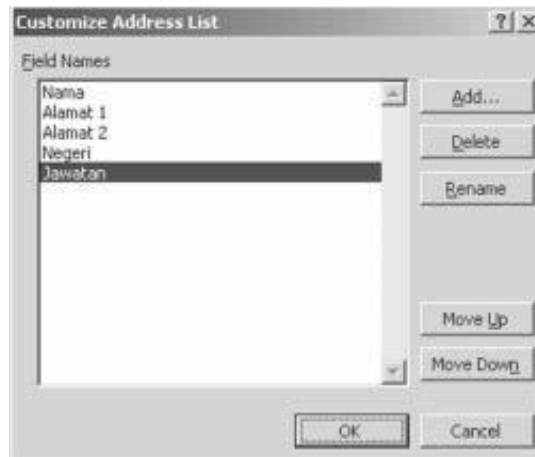 Customize Address List
Field Names
Nama
Alamat 1
Alamat 2
Negeri
Jawatan
Add...
Delete
Rename
Move Up
Move Down
OK
Cancel